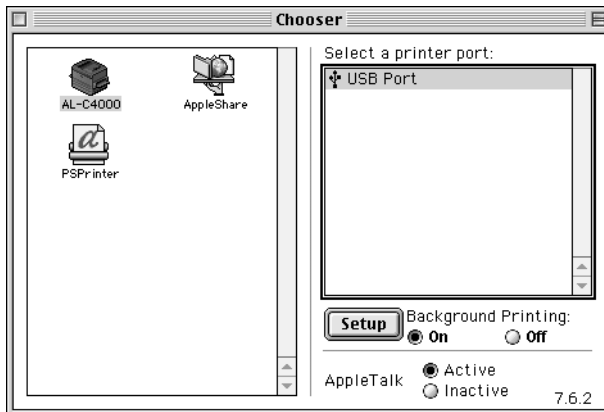 Chooser
AL-C4000
AppleShare
PSPrinter
Select a printer port:
USB Port
Setup
Background Printing:
On Off
AppleTalk
Active
Inactive
7.6.2